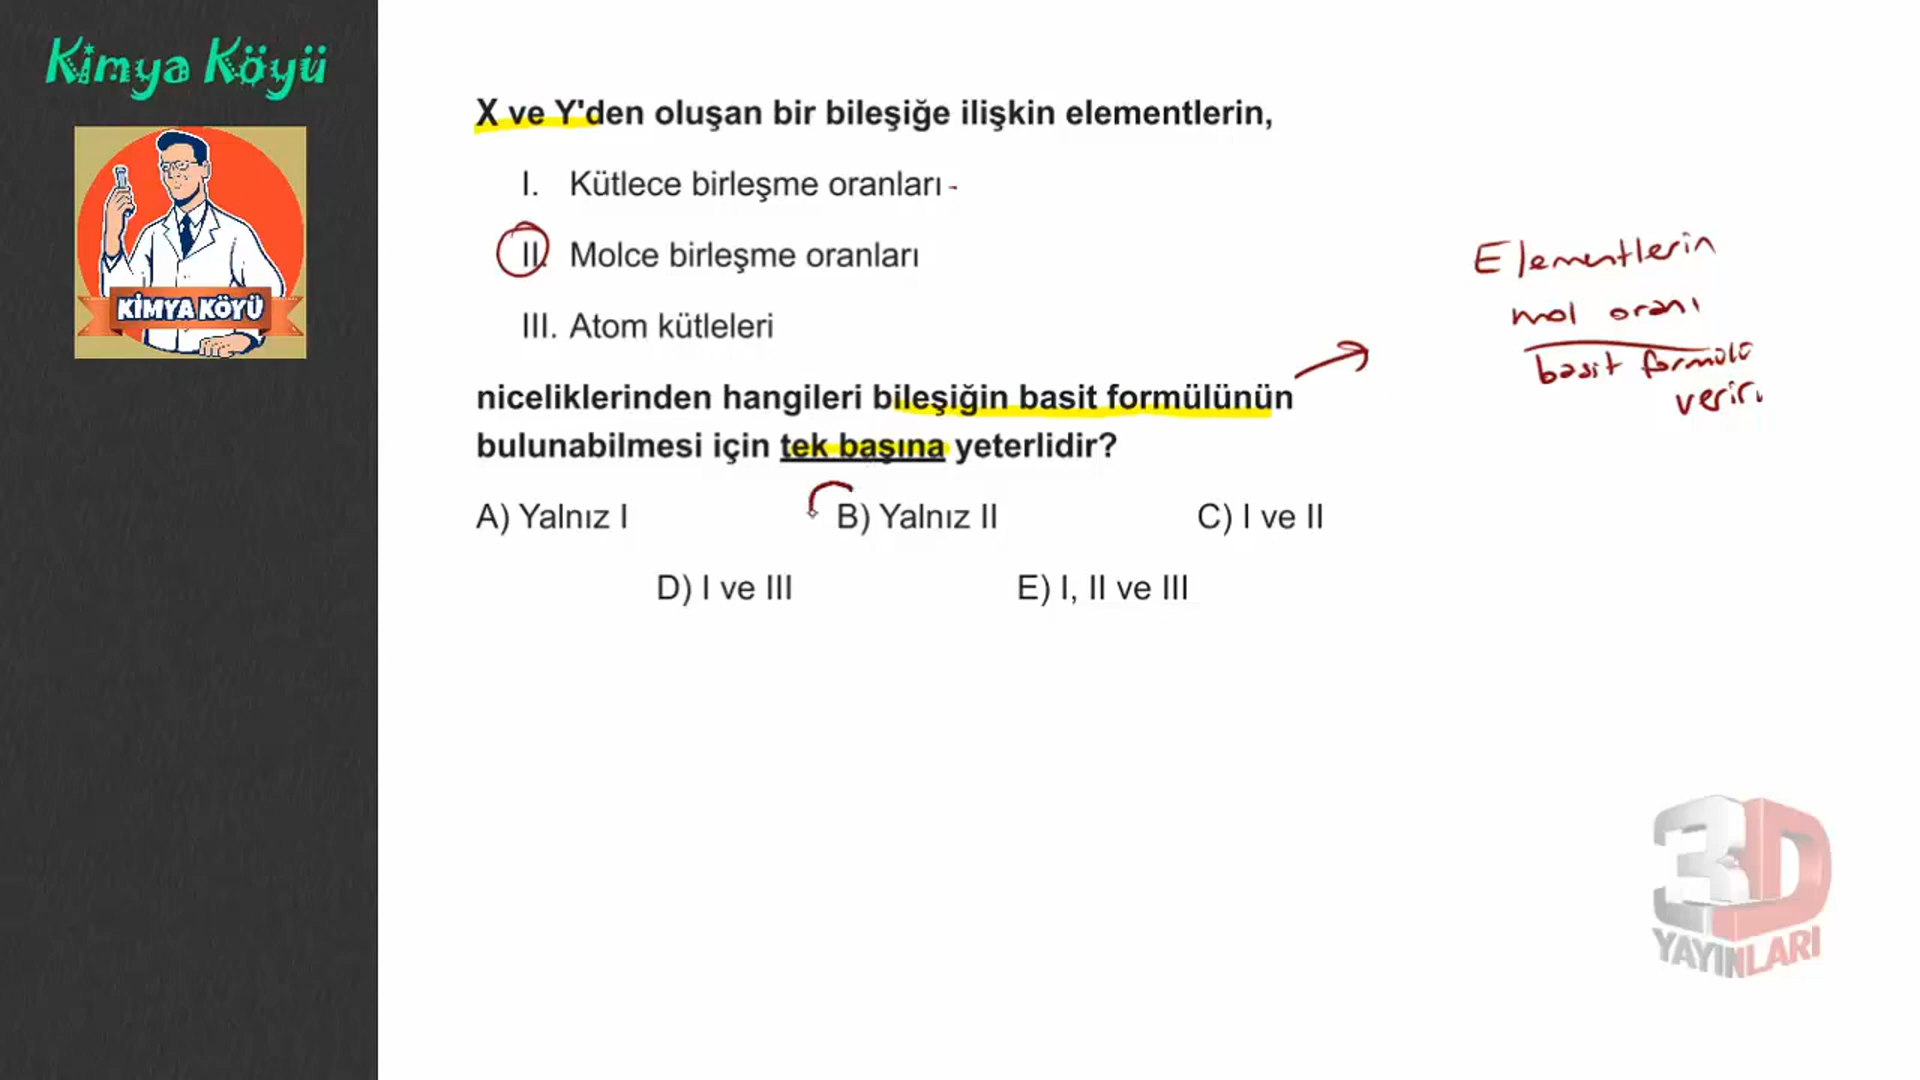 Kimya Köyü
KİMYA KÖYÜ
X ve Y'den oluşan bir bileşiğe ilişkin elementlerin,
I. Kütlece birleşme oranları -
II. Molce birleşme oranları
III. Atom kütleleri
niceliklerinden hangileri bileşiğin basit formülünün
bulunabilmesi için tek başına yeterlidir?
A) Yalnız I
B) Yalnız II
C) I ve II
D) I ve III
E) I, II ve III
Elementlerin
mol oranı
basit formülü
verir.
3D
YAYINLARI